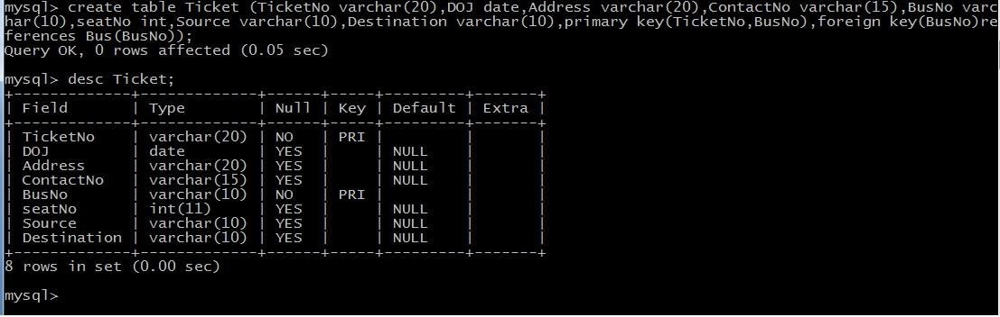 mysql> create table Ticket (TicketNo varchar(20),DOJ date,Address varchar(20),ContactNo varchar(15),BusNo varc
har(10),seatNo int,Source varchar(10),Destination varchar(10),primary key(TicketNo,BusNo),foreign key(BusNo)re
ferences Bus(BusNo));
Query OK, 0 rows affected (0.05 sec)
mysql> desc Ticket;
+-------------+-------------+------+-----+---------+-------+
| Field       | Type        | Null | Key | Default | Extra |
+-------------+-------------+------+-----+---------+-------+
| TicketNo    | varchar(20) | NO   | PRI |         |       |
| DOJ         | date        | YES  |     | NULL    |       |
| Address     | varchar(20) | YES  |     | NULL    |       |
| ContactNo   | varchar(15) | YES  |     | NULL    |       |
| BusNo       | varchar(10) | NO   | PRI |         |       |
| seatNo      | int(11)     | YES  |     | NULL    |       |
| Source      | varchar(10) | YES  |     | NULL    |       |
| Destination | varchar(10) | YES  |     | NULL    |       |
+-------------+-------------+------+-----+---------+-------+
8 rows in set (0.00 sec)
mysql>